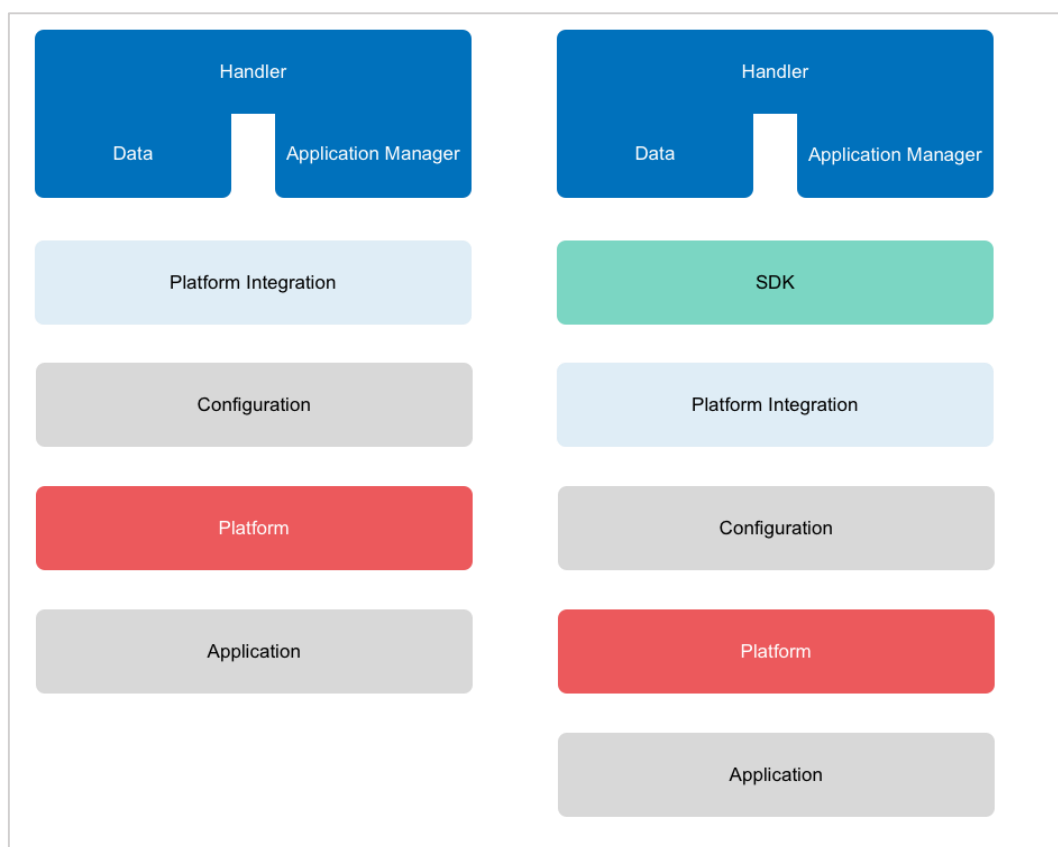 Handler
Data
Application Manager
Platform Integration
Configuration
Platform
Application
Handler
Data
Application Manager
SDK
Platform Integration
Configuration
Platform
Application